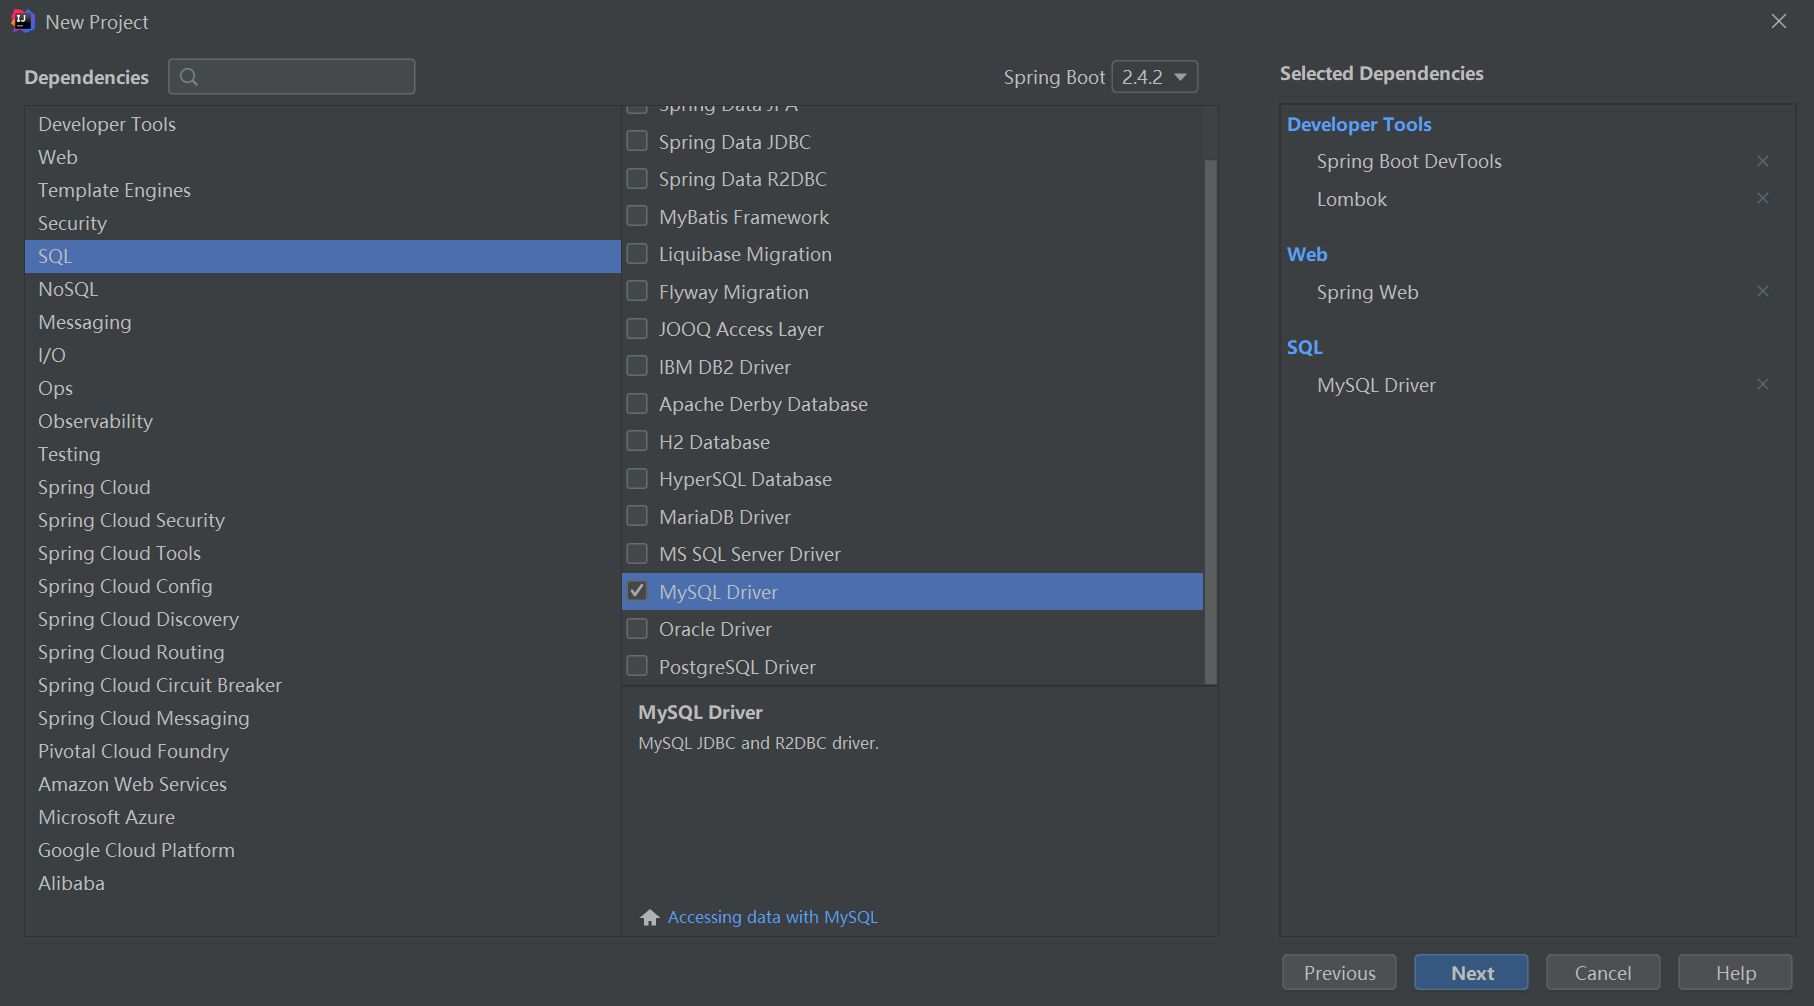 New Project
Dependencies
Spring Boot 2.4.2
Selected Dependencies
Developer Tools
Web
Template Engines
Security
SQL
NoSQL
Messaging
I/O
Ops
Observability
Testing
Spring Cloud
Spring Cloud Security
Spring Cloud Tools
Spring Cloud Config
Spring Cloud Discovery
Spring Cloud Routing
Spring Cloud Circuit Breaker
Spring Cloud Messaging
Pivotal Cloud Foundry
Amazon Web Services
Microsoft Azure
Google Cloud Platform
Alibaba
Spring Data JPA
Spring Data JDBC
Spring Data R2DBC
MyBatis Framework
Liquibase Migration
Flyway Migration
JOOQ Access Layer
IBM DB2 Driver
Apache Derby Database
H2 Database
HyperSQL Database
MariaDB Driver
MS SQL Server Driver
MySQL Driver
Oracle Driver
PostgreSQL Driver
MySQL Driver
MySQL JDBC and R2DBC driver.
Accessing data with MySQL
Developer Tools
Spring Boot DevTools
Lombok
Web
Spring Web
SQL
MySQL Driver
Previous
Next
Cancel
Help